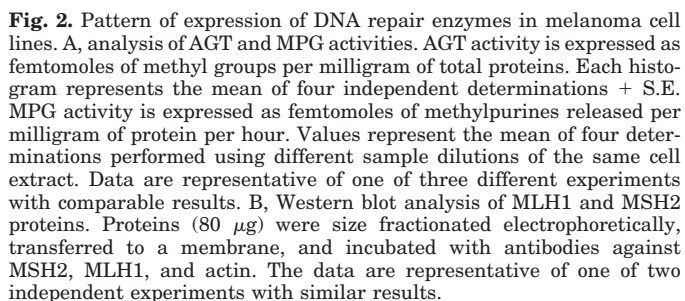 Fig. 2. Pattern of expression of DNA repair enzymes in melanoma cell
lines. A, analysis of AGT and MPG activities. AGT activity is expressed as
femtomoles of methyl groups per milligram of total proteins. Each histo-
gram represents the mean of four independent determinations + S.E.
MPG activity is expressed as femtomoles of methylpurines released per
milligram of protein per hour. Values represent the mean of four deter-
minations performed using different sample dilutions of the same cell
extract. Data are representative of one of three different experiments
with comparable results. B, Western blot analysis of MLH1 and MSH2
proteins. Proteins (80 μg) were size fractionated electrophoretically,
transferred to a membrane, and incubated with antibodies against
MSH2, MLH1, and actin. The data are representative of one of two
independent experiments with similar results.